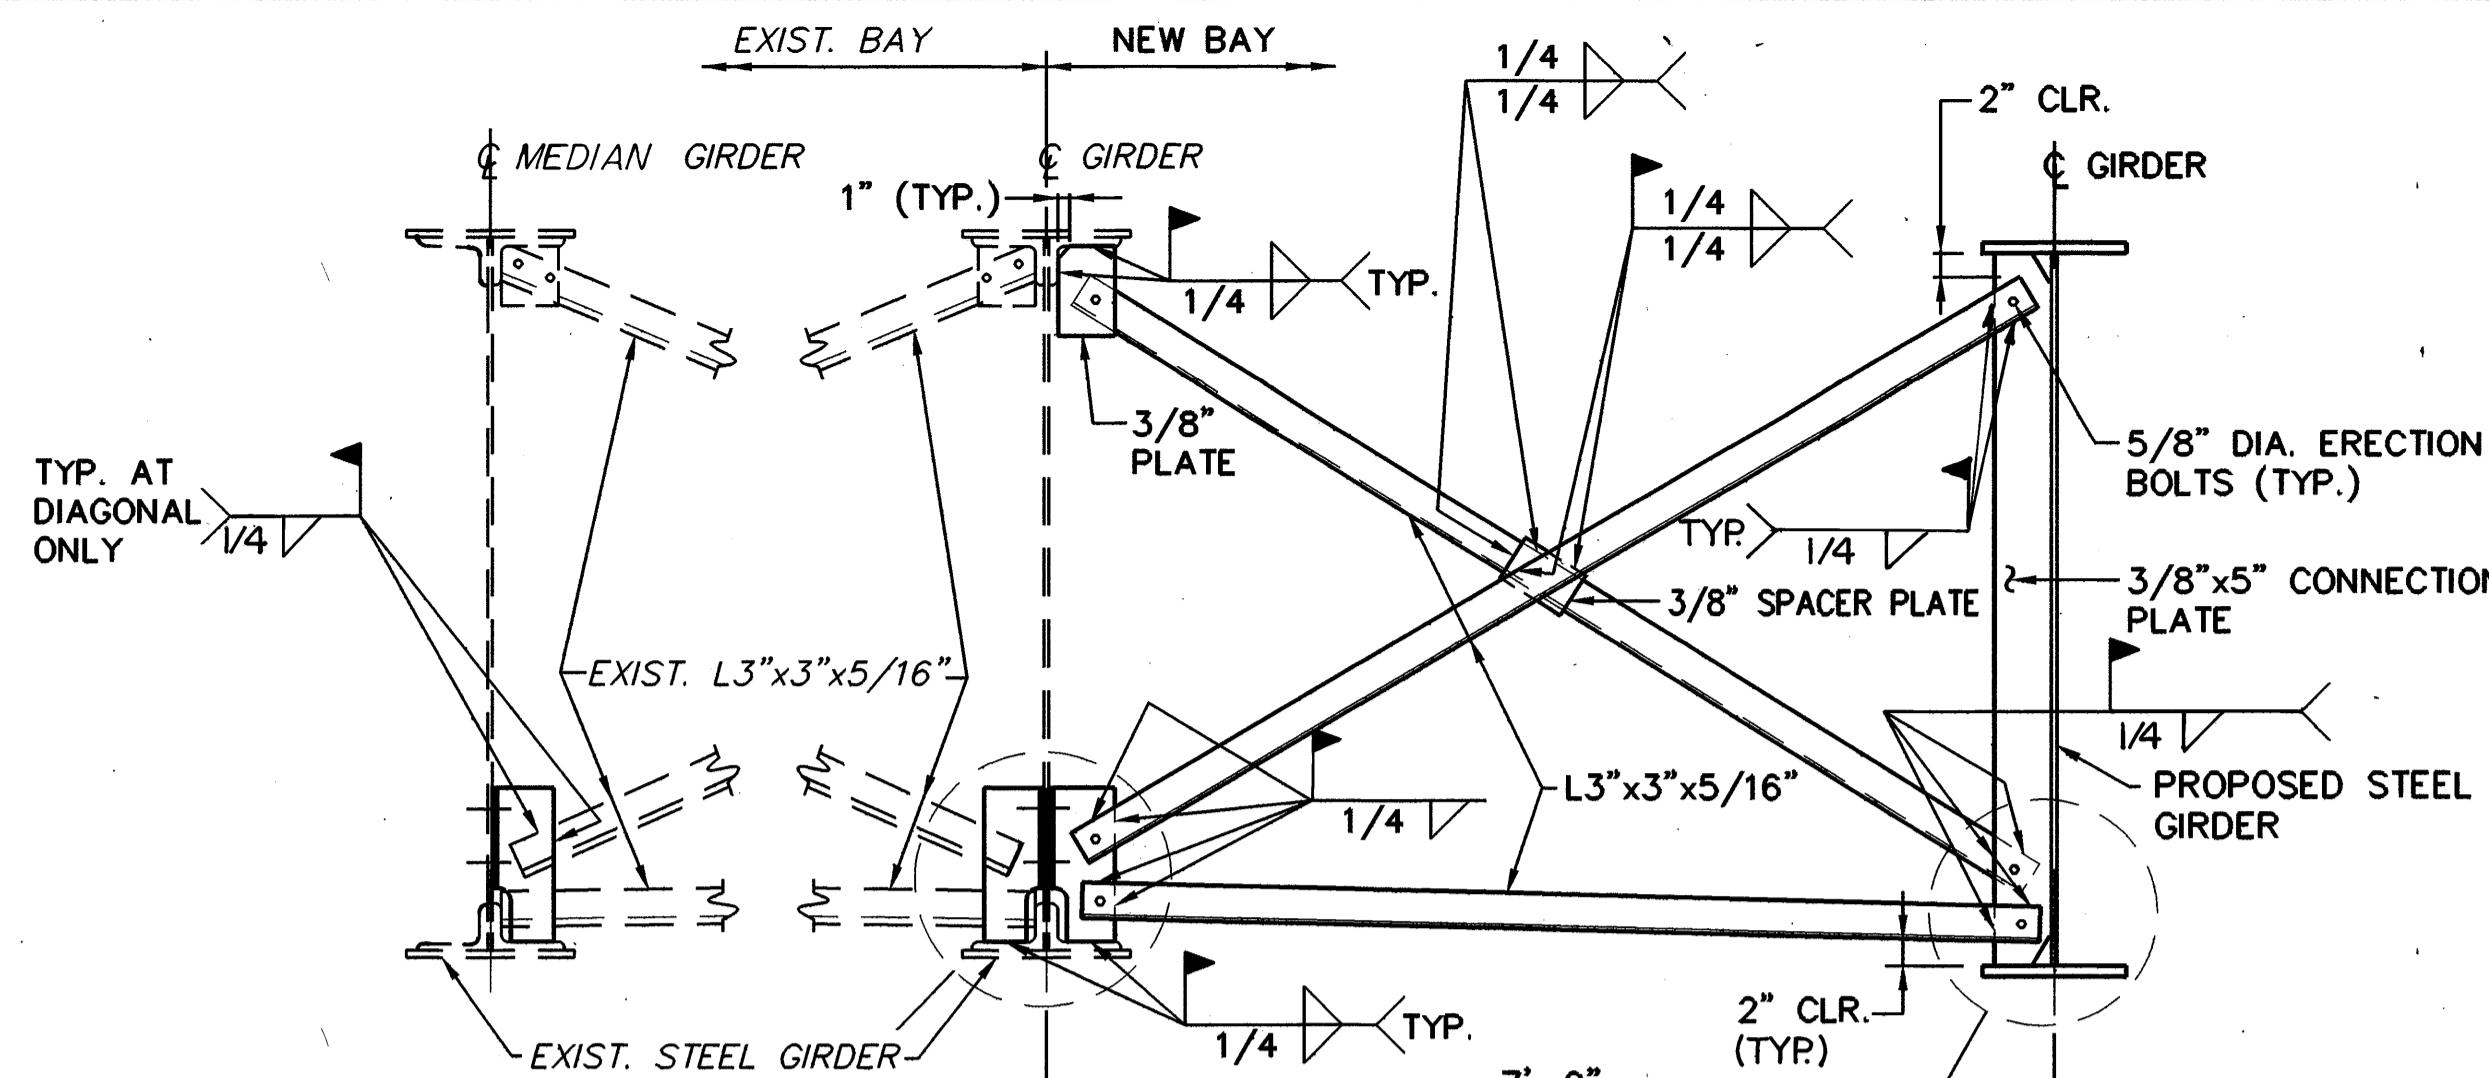 EXIST. BAY
NEW BAY
1/4
1/4
2" CLR.
℄ MEDIAN GIRDER
℄ GIRDER
℄ GIRDER
1" (TYP.)
1/4
1/4
1/4
TYP.
3/8"
PLATE
5/8" DIA. ERECTION
BOLTS (TYP.)
TYP. AT
DIAGONAL
ONLY
1/4
TYP.
1/4
3/8" SPACER PLATE
3/8"x5" CONNECTION
PLATE
EXIST. L3"x3"x5/16"
1/4
L3"x3"x5/16"
1/4
PROPOSED STEEL
GIRDER
2" CLR.
(TYP.)
1/4
TYP.
EXIST. STEEL GIRDER